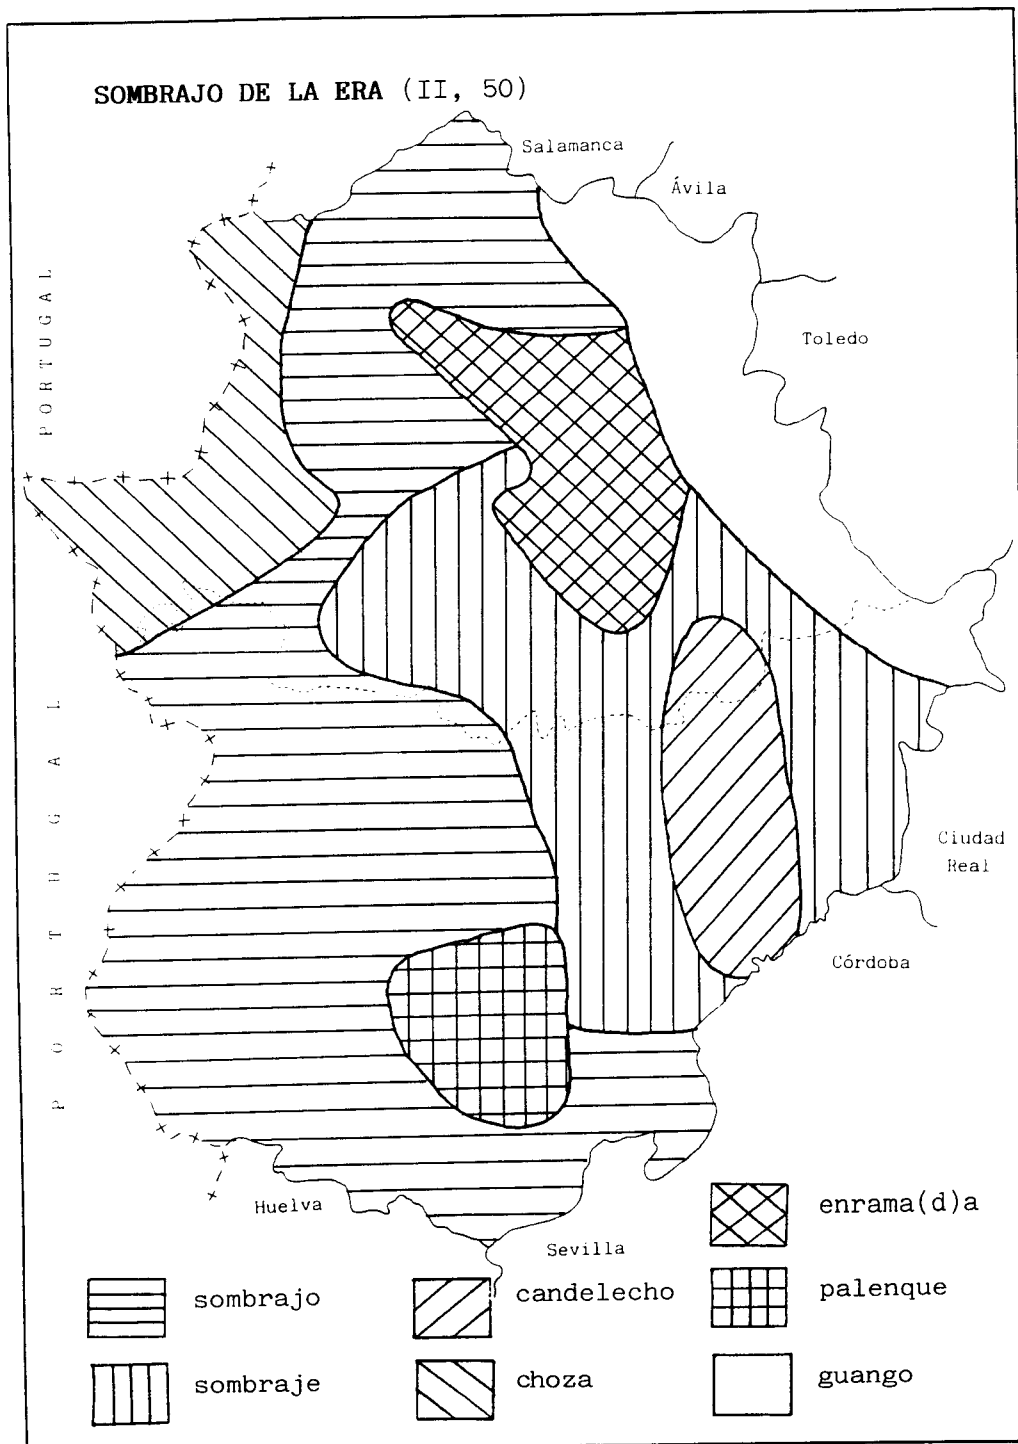 SOMBRAJO DE LA ERA (II, 50)
Salamanca
Ávila
PORTUGAL
Toledo
PORTUGAL
Ciudad
Real
Córdoba
Huelva
Sevilla
enrama(d)a
sombrajo
candelecho
palenque
sombraje
choza
guango